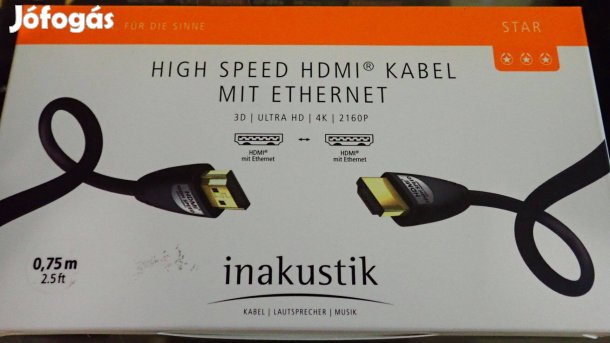 Jófogás
FÜR DIE SINNE
STAR
HIGH SPEED HDMI® KABEL
MIT ETHERNET
3D | ULTRA HD | 4K | 2160P
HDMI® mit Ethernet
HDMI® mit Ethernet
0,75 m
2.5 ft
inakustik
KABEL | LAUTSPRECHER | MUSIK